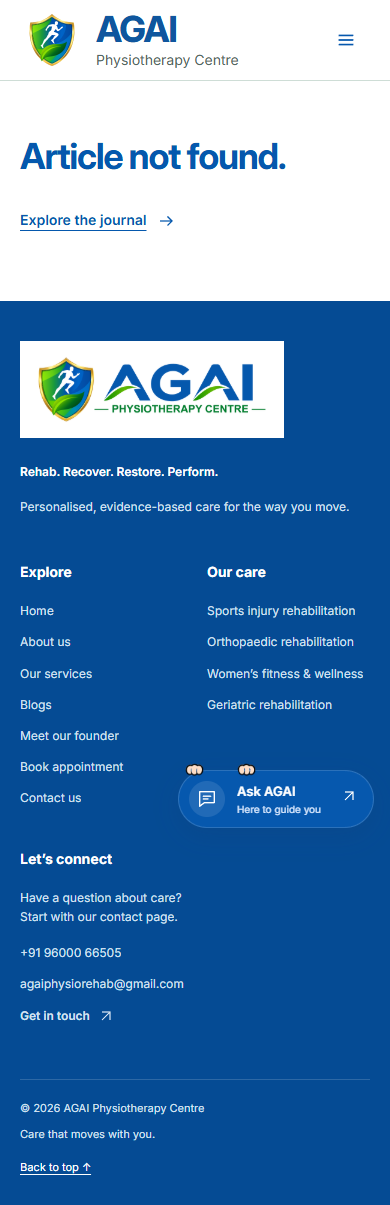 AGAI
Physiotherapy Centre
Article not found.
Explore the journal →
AGAI
PHYSIOTHERAPY CENTRE
Rehab. Recover. Restore. Perform.
Personalised, evidence-based care for the way you move.
Explore
Home
About us
Our services
Blogs
Meet our founder
Book appointment
Contact us
Our care
Sports injury rehabilitation
Orthopaedic rehabilitation
Women’s fitness & wellness
Geriatric rehabilitation
Ask AGAI
Here to guide you
Let’s connect
Have a question about care?
Start with our contact page.
+91 96000 66505
agaiphysiorehab@gmail.com
Get in touch
© 2026 AGAI Physiotherapy Centre
Care that moves with you.
Back to top ↑